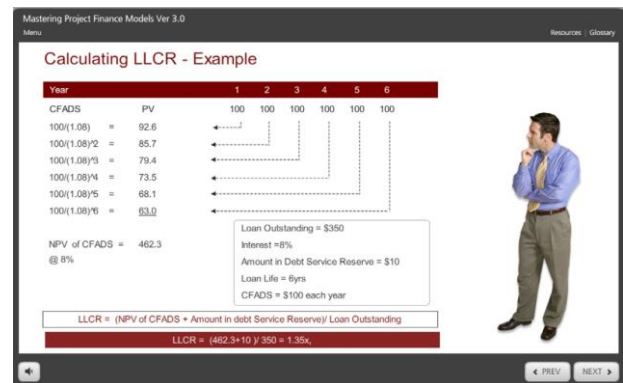 Mastering Project Finance Models Ver 3.0
Menu
Resources | Glossary
Calculating LLCR - Example
Year 1 2 3 4 5 6
CFADS PV 100 100 100 100 100 100
100/(1.08) = 92.6
100/(1.08)^2 = 85.7
100/(1.08)^3 = 79.4
100/(1.08)^4 = 73.5
100/(1.08)^5 = 68.1
100/(1.08)^6 = 63.0
NPV of CFADS = 462.3
@ 8%
Loan Outstanding = $350
Interest =8%
Amount in Debt Service Reserve = $10
Loan Life = 6yrs
CFADS = $100 each year
LLCR = (NPV of CFADS + Amount in debt Service Reserve)/ Loan Outstanding
LLCR = (462.3+10 )/ 350 = 1.35x,
PREV
NEXT